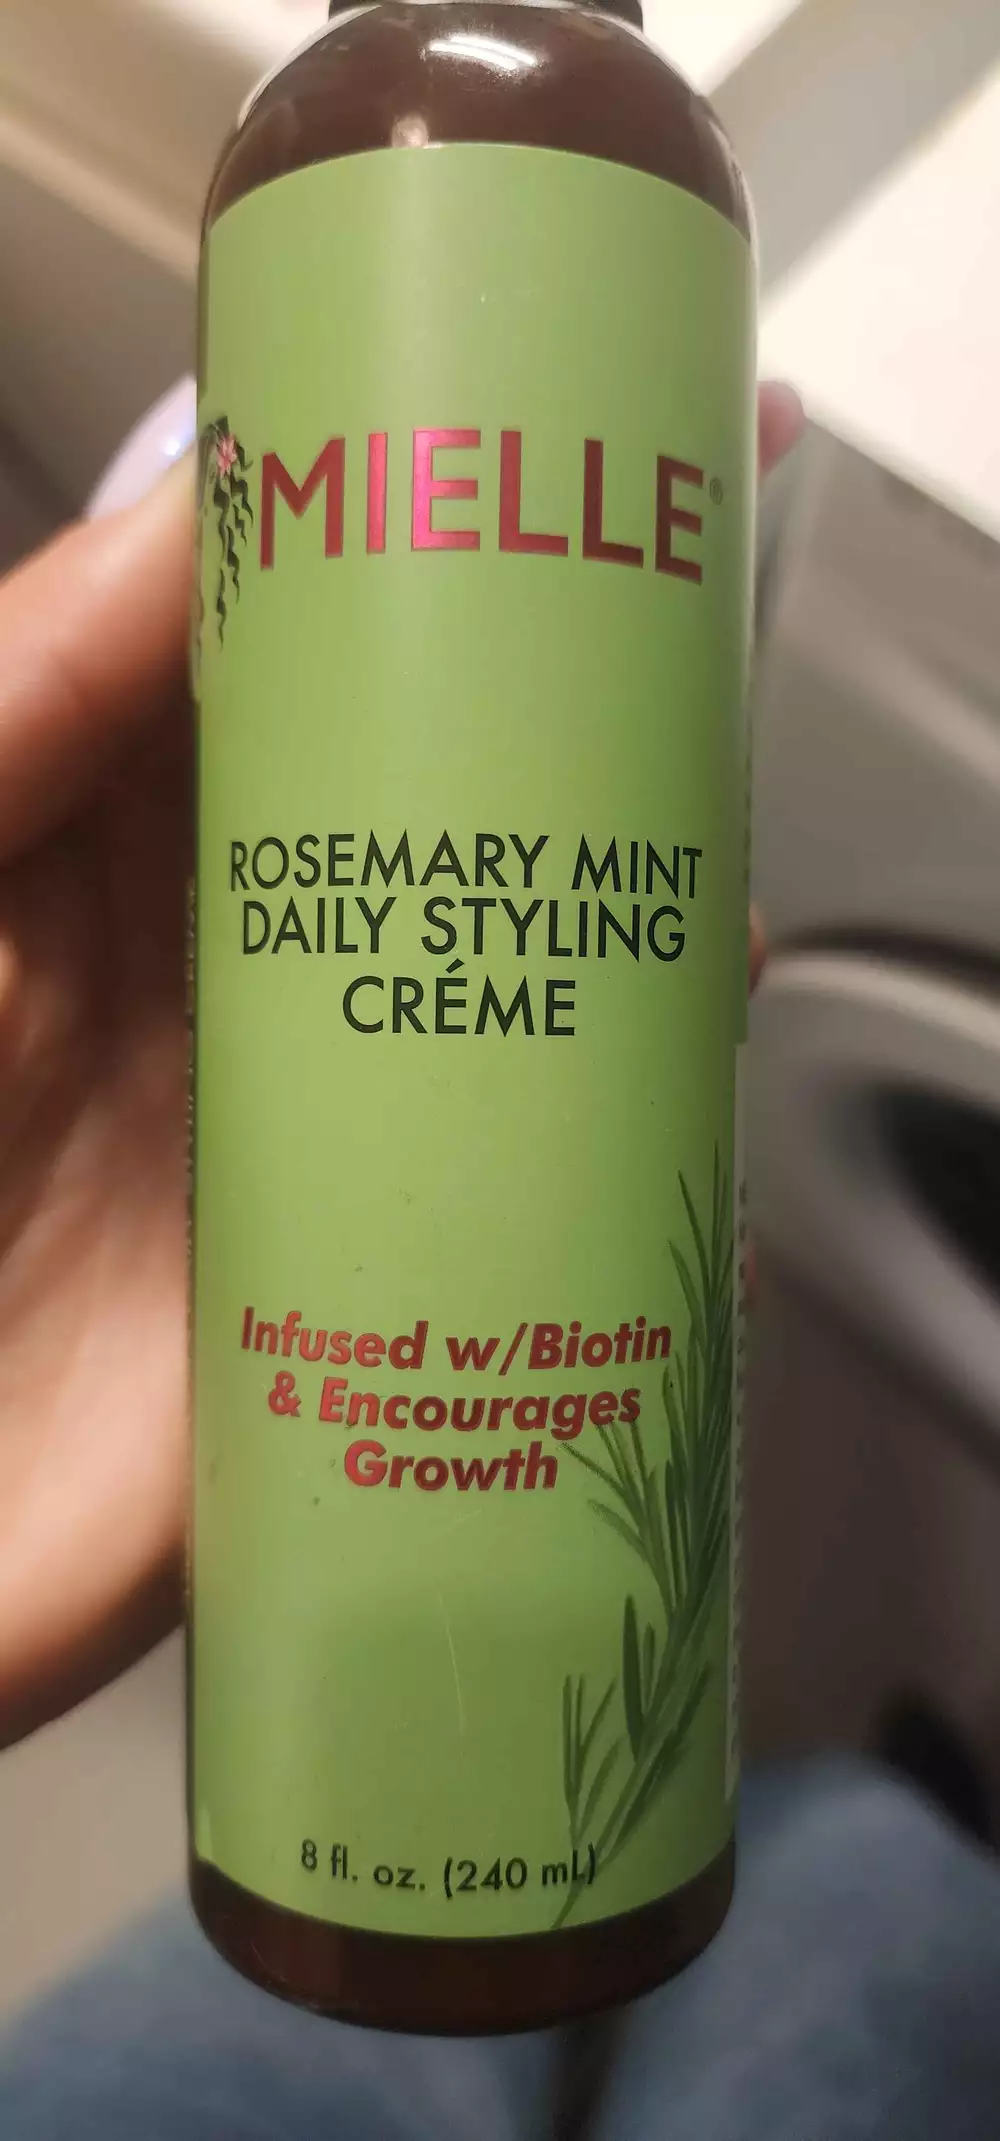 MIELLE®
ROSEMARY MINT
DAILY STYLING
CRÉME
Infused w/Biotin
& Encourages
Growth
8 fl. oz. (240 mL)